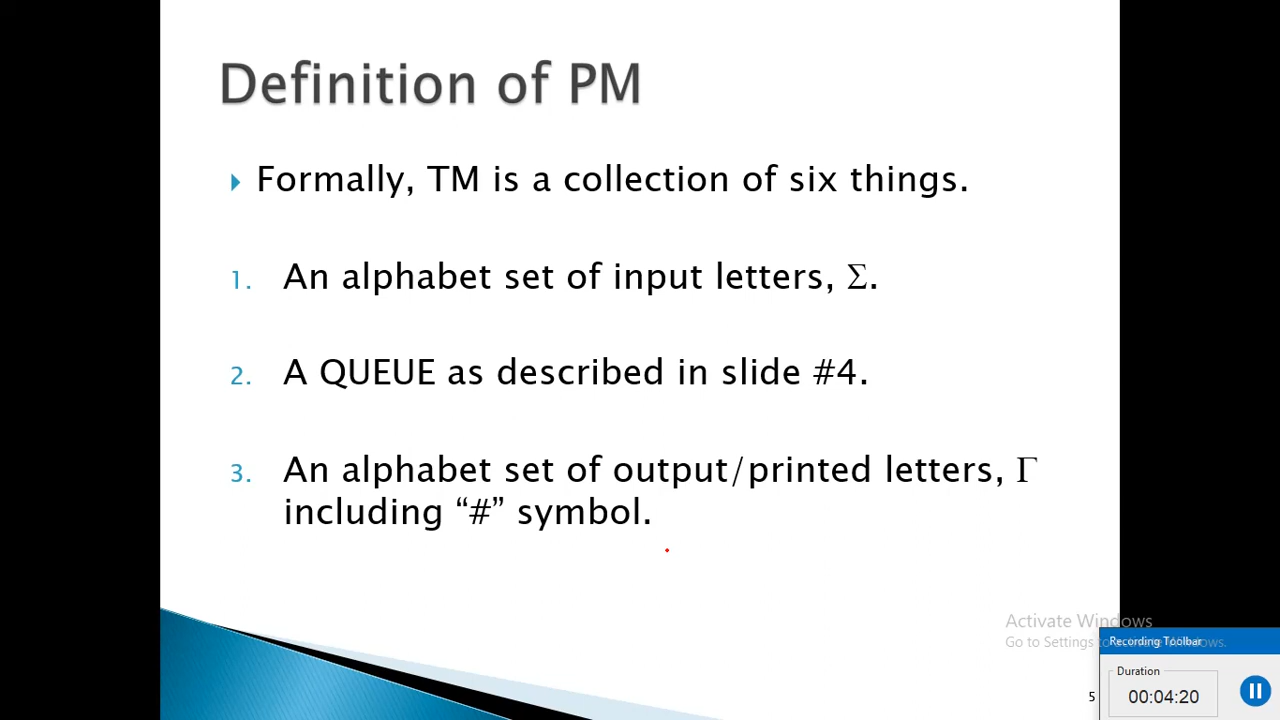 Definition of PM
Formally, TM is a collection of six things.
1. An alphabet set of input letters, Σ.
2. A QUEUE as described in slide #4.
3. An alphabet set of output/printed letters, Γ
including “#” symbol.
Activate Windows
Go to Settings to activate Windows.
Recording Toolbar
Duration
00:04:20
5